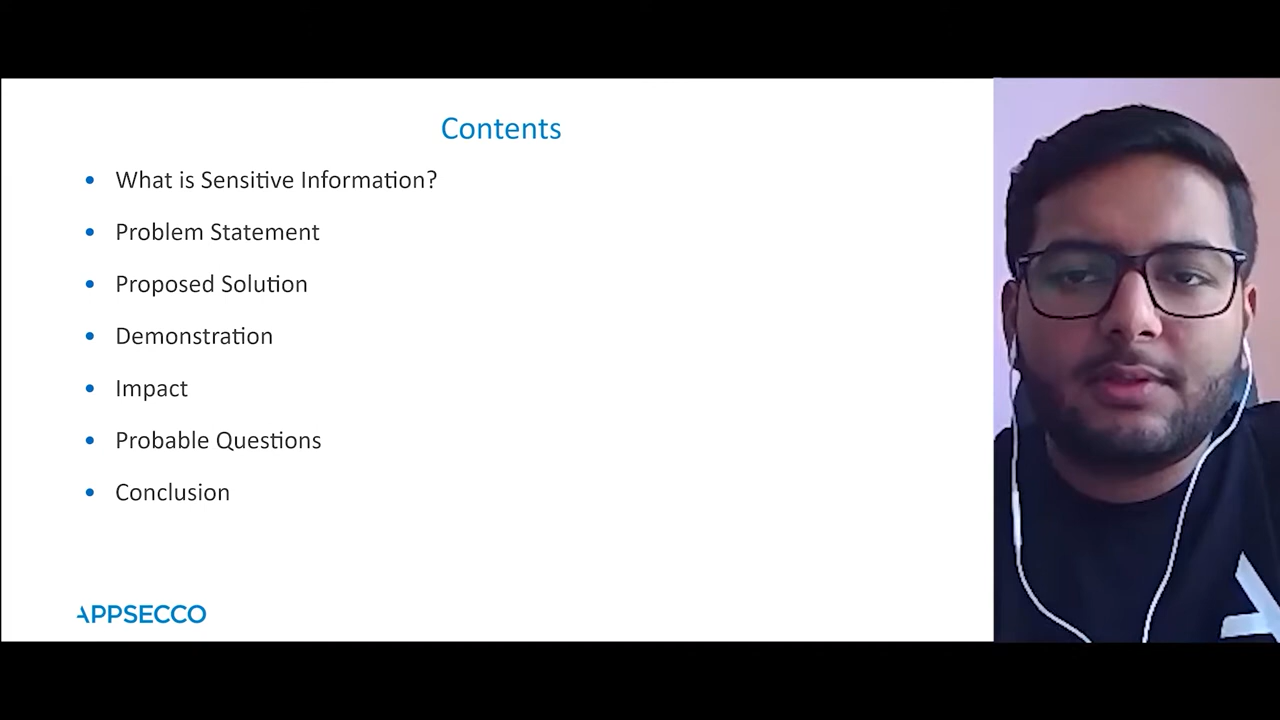 Contents
• What is Sensitive Information?
• Problem Statement
• Proposed Solution
• Demonstration
• Impact
• Probable Questions
• Conclusion
APPSECCO